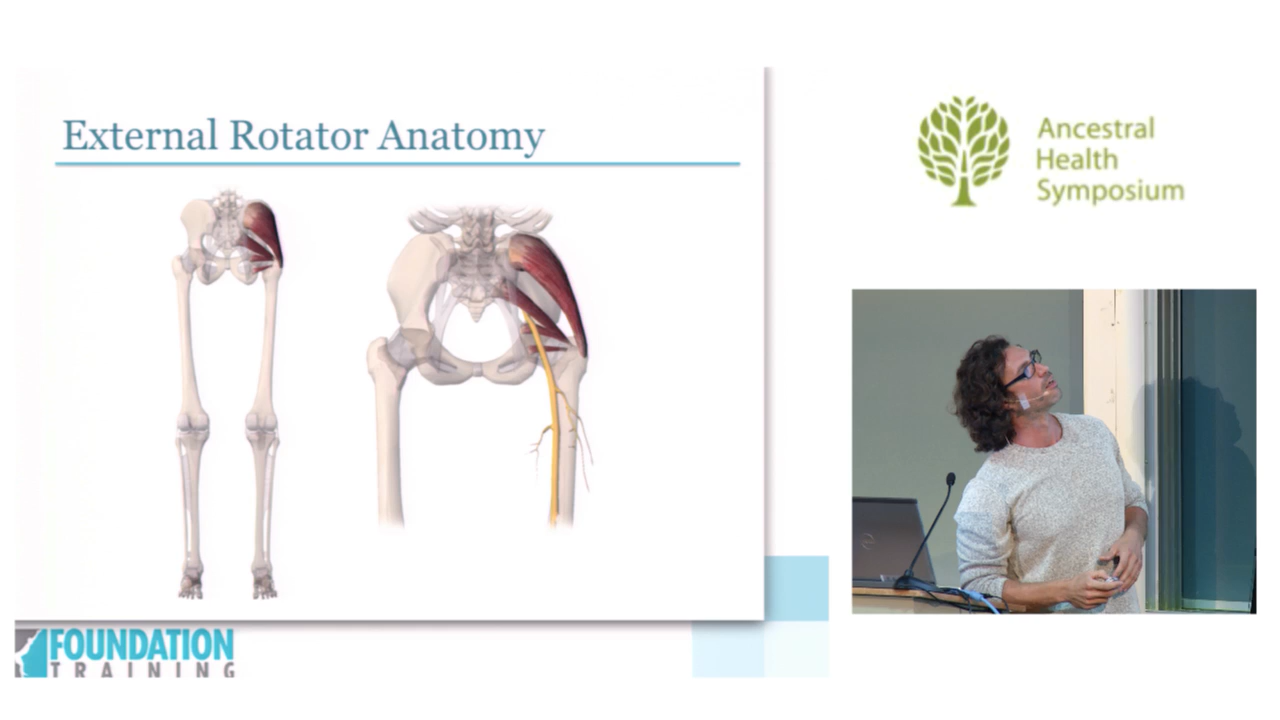 External Rotator Anatomy
Ancestral
Health
Symposium
FOUNDATION
TRAINING